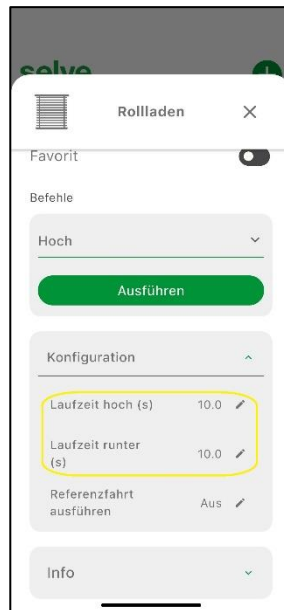 selve
Rollladen
Favorit
Befehle
Hoch
Ausführen
Konfiguration
Laufzeit hoch (s) 10.0
Laufzeit runter
(s) 10.0
Referenzfahrt
ausführen Aus
Info